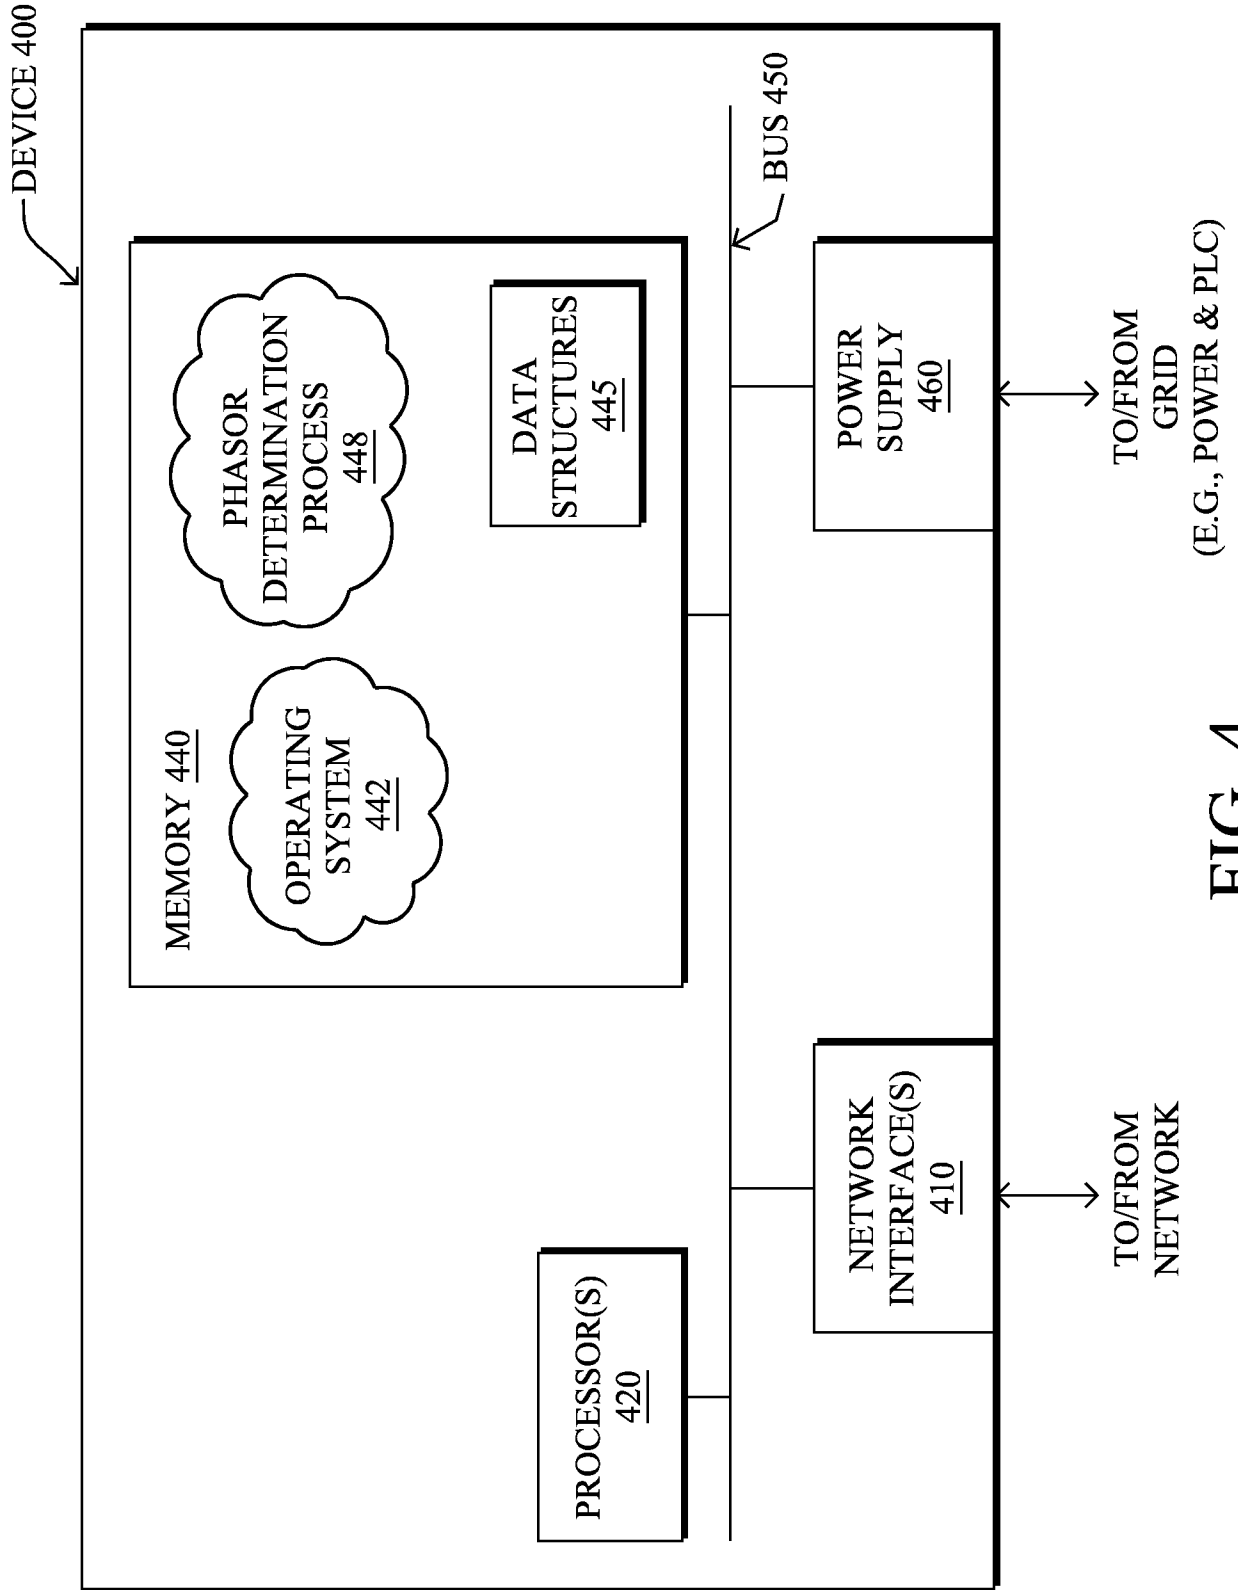 DEVICE 400
MEMORY 440
OPERATING
SYSTEM
442
PHASOR
DETERMINATION
PROCESS
448
DATA
STRUCTURES
445
PROCESSOR(S)
420
BUS 450
NETWORK
INTERFACE(S)
410
POWER
SUPPLY
460
TO/FROM
NETWORK
TO/FROM
GRID
(E.G., POWER & PLC)
FIG. 4